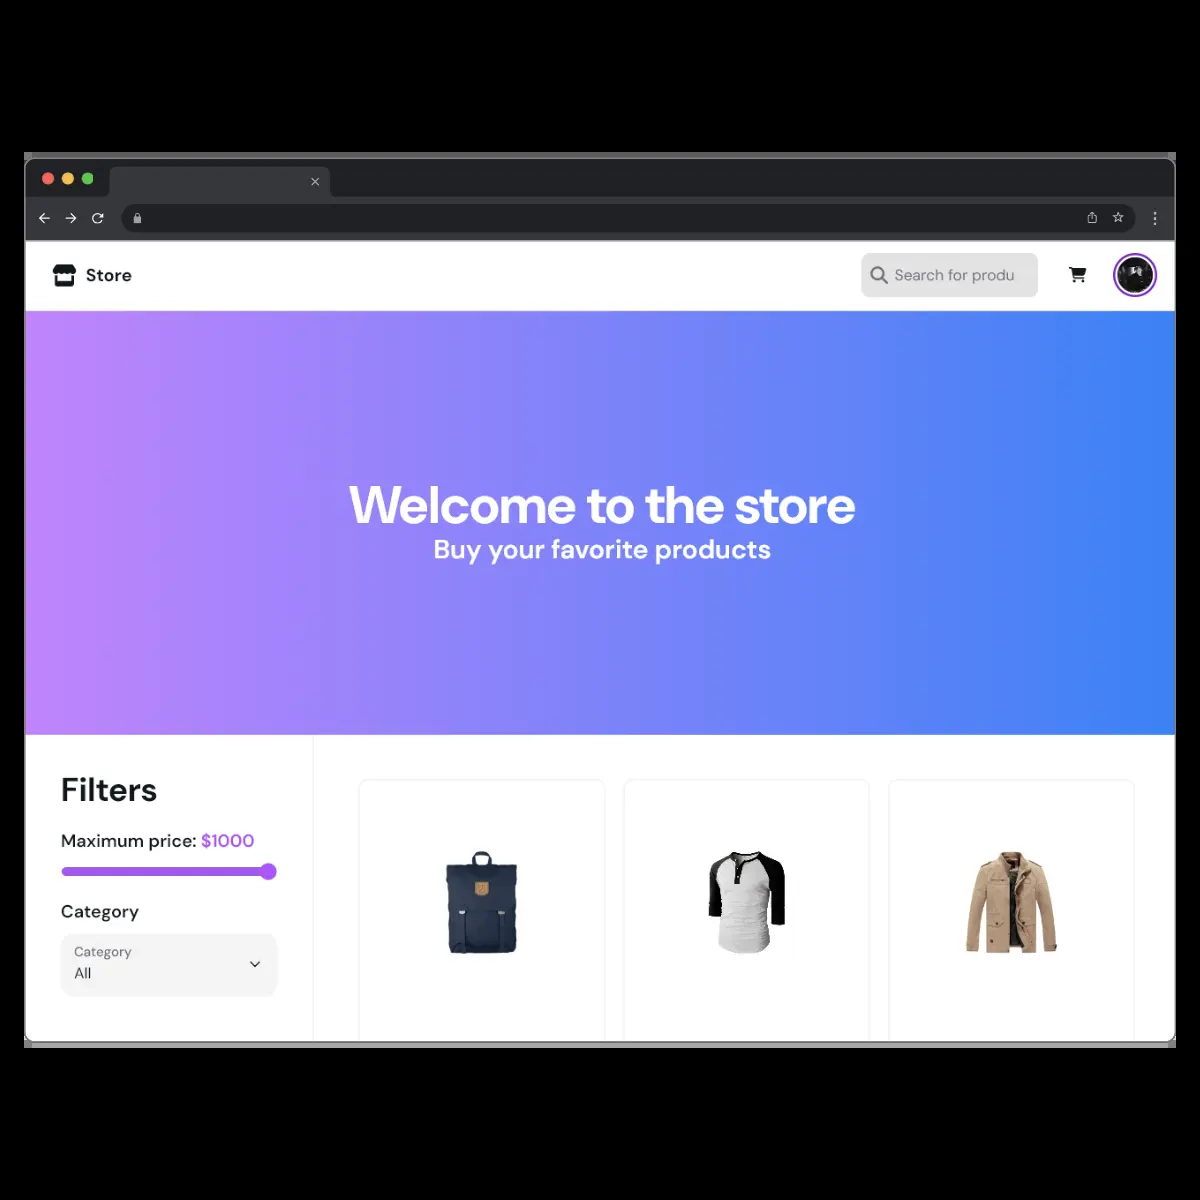 Store
Search for produ
Welcome to the store
Buy your favorite products
Filters
Maximum price: $1000
Category
Category
All